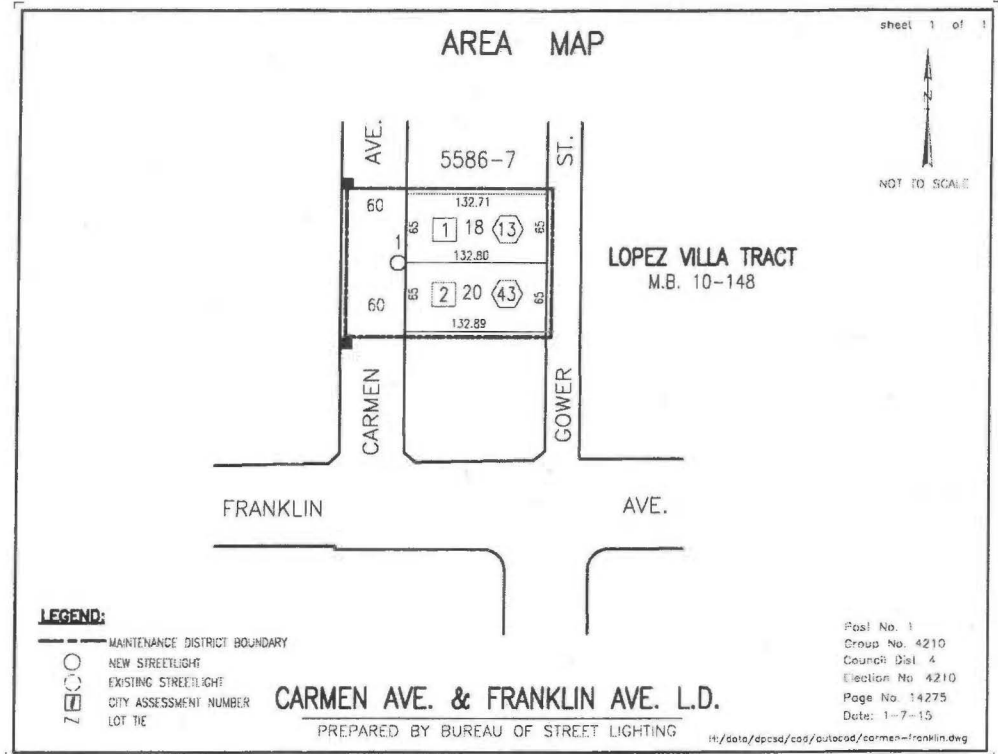 sheet 1 of 1
AREA MAP
N
NOT TO SCALE
AVE.
5586-7
ST.
60
132.71
65
1 18 13
65
1
132.80
LOPEZ VILLA TRACT
M.B. 10-148
60
65
2 20 43
65
132.89
CARMEN
GOWER
FRANKLIN
AVE.
LEGEND:
MAINTENANCE DISTRICT BOUNDARY
NEW STREETLIGHT
EXISTING STREETLIGHT
CITY ASSESSMENT NUMBER
LOT TIE
CARMEN AVE. & FRANKLIN AVE. L.D.
PREPARED BY BUREAU OF STREET LIGHTING
Post No. 1
Group No. 4210
Council Dist. 4
Election No 4210
Page No. 14275
Date: 1-7-15
H:/data/dpcsd/cad/autocad/carmen-franklin.dwg